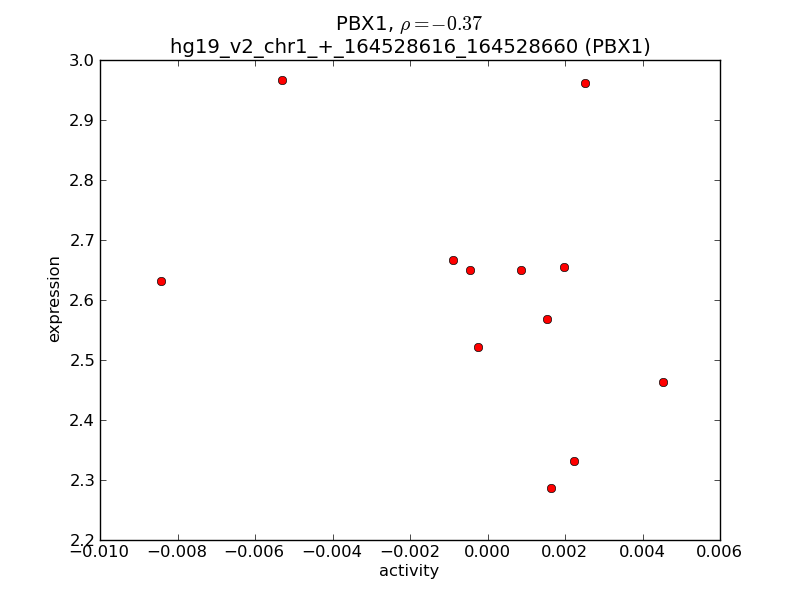 PBX1, ρ=−0.37
hg19_v2_chr1_+_164528616_164528660 (PBX1)
3.0
2.9
2.8
2.7
2.6
2.5
2.4
2.3
2.2
expression
−0.010 −0.008 −0.006 −0.004 −0.002 0.000 0.002 0.004 0.006
activity